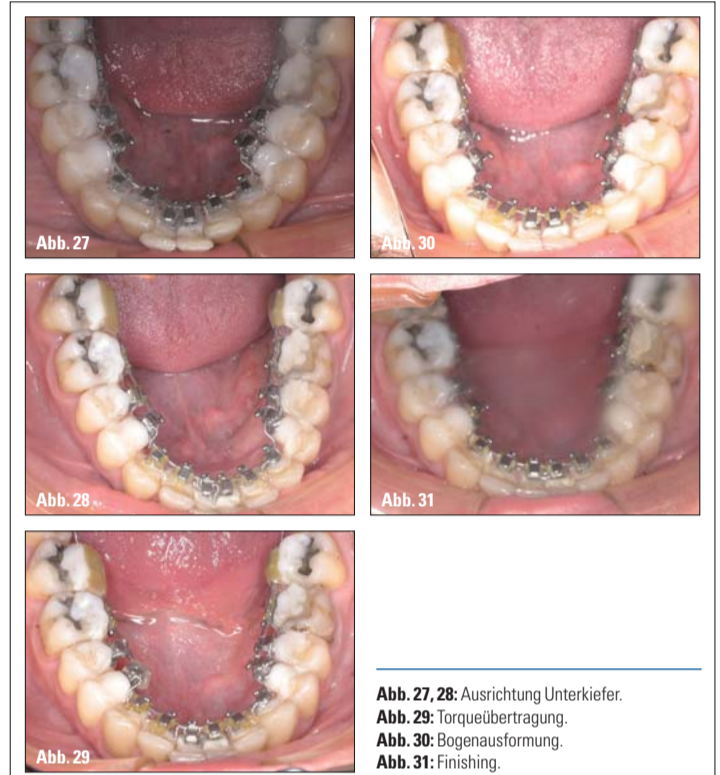 Abb. 27
Abb. 30
Abb. 28
Abb. 31
Abb. 29
Abb. 27, 28: Ausrichtung Unterkiefer.
Abb. 29: Torqueübertragung.
Abb. 30: Bogenausformung.
Abb. 31: Finishing.